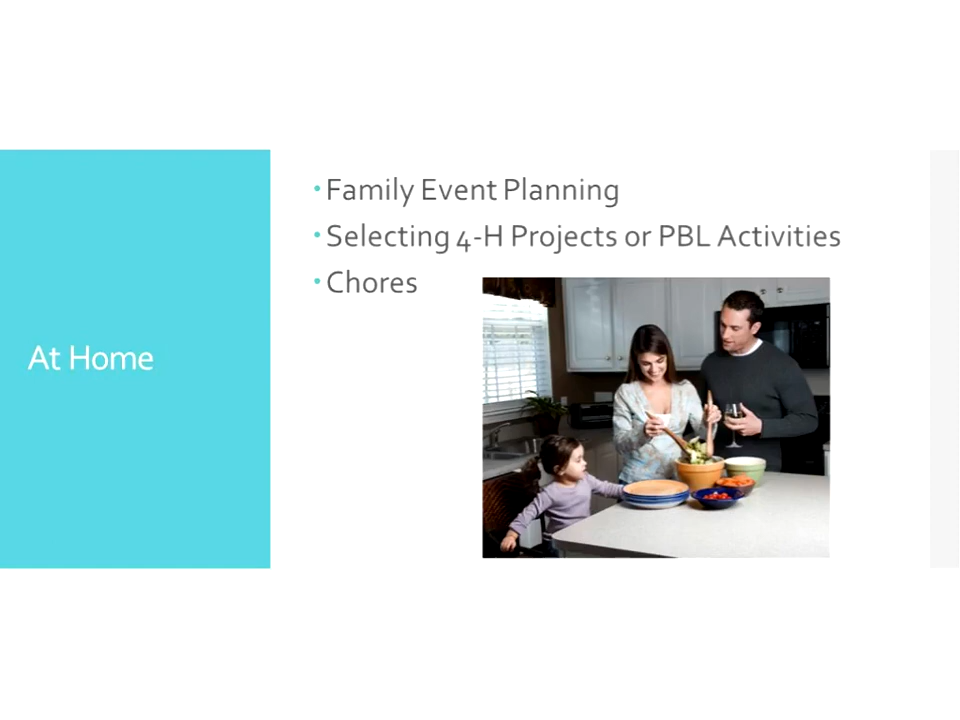 At Home
Family Event Planning
Selecting 4-H Projects or PBL Activities
Chores